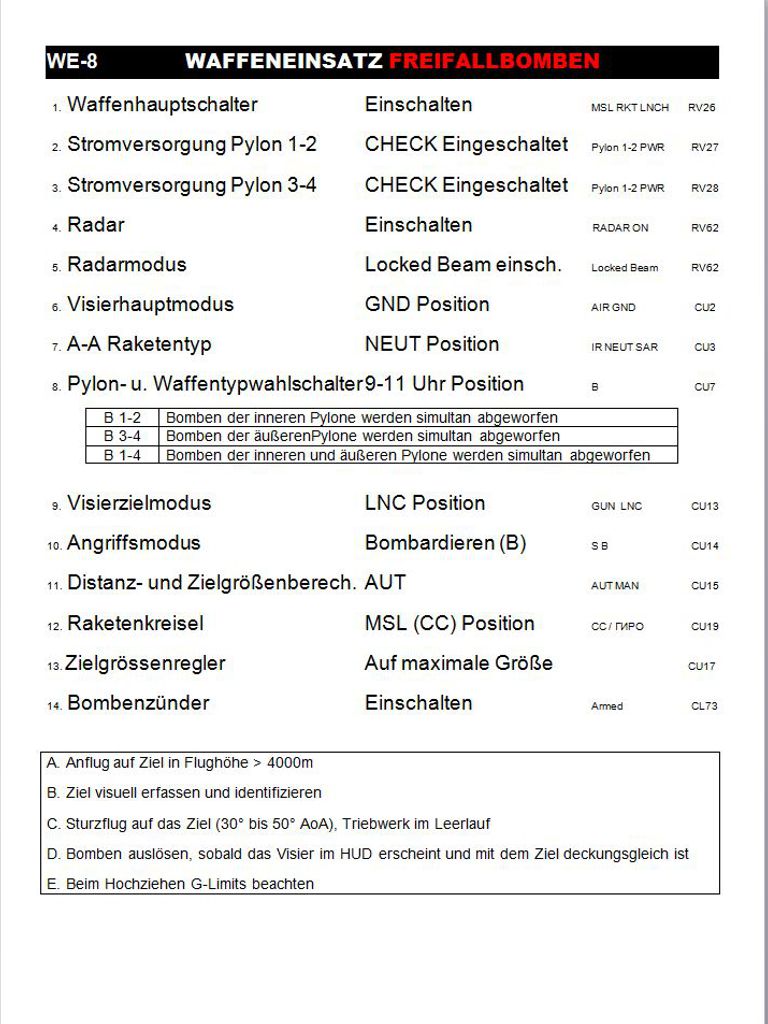 WE-8 WAFFENEINSATZ FREIFALLBOMBEN
1. Waffenhauptschalter Einschalten MSL RKT LNCH RV26
2. Stromversorgung Pylon 1-2 CHECK Eingeschaltet Pylon 1-2 PWR RV27
3. Stromversorgung Pylon 3-4 CHECK Eingeschaltet Pylon 1-2 PWR RV28
4. Radar Einschalten RADAR ON RV62
5. Radarmodus Locked Beam einsch. Locked Beam RV62
6. Visierhauptmodus GND Position AIR GND CU2
7. A-A Raketentyp NEUT Position IR NEUT SAR CU3
8. Pylon- u. Waffentypwahlschalter 9-11 Uhr Position B CU7
B 1-2 Bomben der inneren Pylone werden simultan abgeworfen
B 3-4 Bomben der äußerenPylone werden simultan abgeworfen
B 1-4 Bomben der inneren und äußeren Pylone werden simultan abgeworfen
9. Visierzielmodus LNC Position GUN LNC CU13
10. Angriffsmodus Bombardieren (B) S B CU14
11. Distanz- und Zielgrößenberech. AUT AUT MAN CU15
12. Raketenkreisel MSL (CC) Position CC / ГИРО CU19
13. Zielgrössenregler Auf maximale Größe CU17
14. Bombenzünder Einschalten Armed CL73
A. Anflug auf Ziel in Flughöhe > 4000m
B. Ziel visuell erfassen und identifizieren
C. Sturzflug auf das Ziel (30° bis 50° AoA), Triebwerk im Leerlauf
D. Bomben auslösen, sobald das Visier im HUD erscheint und mit dem Ziel deckungsgleich ist
E. Beim Hochziehen G-Limits beachten